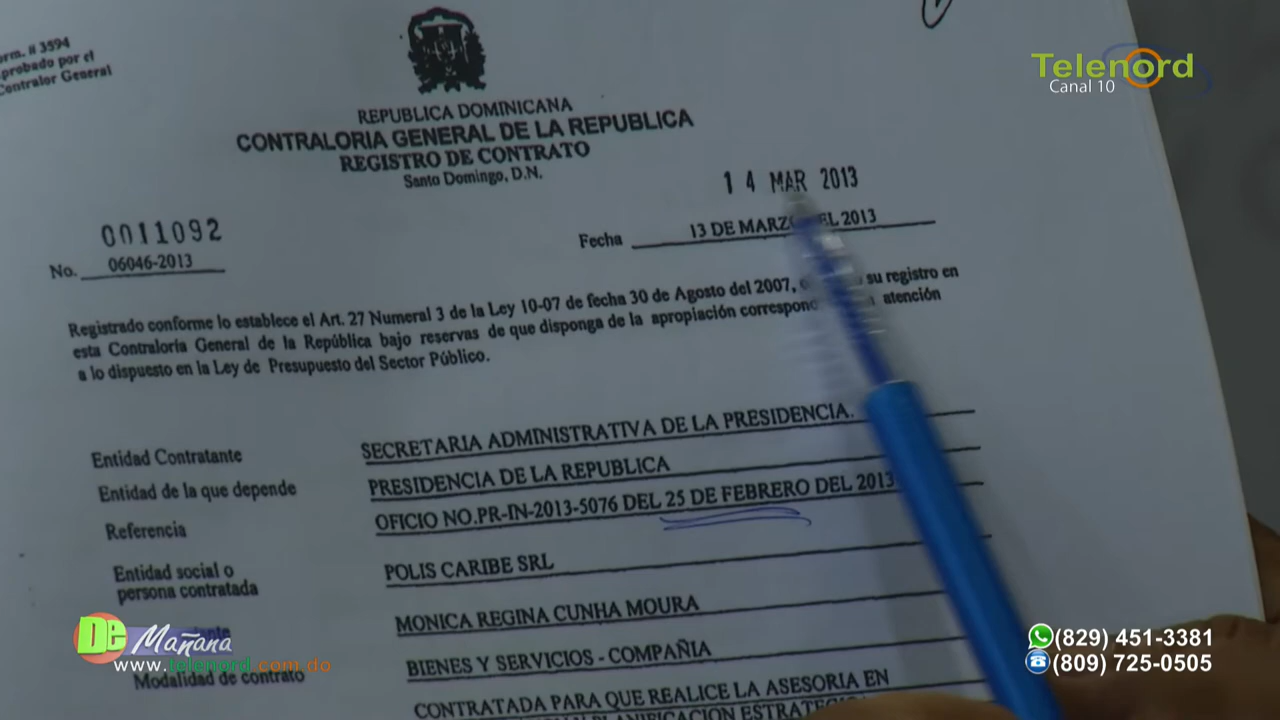 Form. # 3594
Aprobado por el
Contralor General
Telenord
Canal 10
REPUBLICA DOMINICANA
CONTRALORIA GENERAL DE LA REPUBLICA
REGISTRO DE CONTRATO
Santo Domingo, D.N.
14 MAR 2013
0011092
Fecha 13 DE MARZO DEL 2013
No. 06046-2013
Registrado conforme lo establece el Art. 27 Numeral 3 de la Ley 10-07 de fecha 30 de Agosto del 2007, su registro en
esta Contraloría General de la República bajo reservas de que disponga de la apropiación atención
a lo dispuesto en la Ley de Presupuesto del Sector Público.
Entidad Contratante SECRETARIA ADMINISTRATIVA DE LA PRESIDENCIA.
Entidad de la que depende PRESIDENCIA DE LA REPUBLICA
Referencia OFICIO NO.PR-IN-2013-5076 DEL 25 DE FEBRERO DEL 2013
Entidad social o
persona contratada POLIS CARIBE SRL
MONICA REGINA CUNHA MOURA
Modalidad de contrato BIENES Y SERVICIOS - COMPAÑIA
CONTRATADA PARA QUE REALICE LA ASESORIA EN
PLANIFICACION
De Mañana
www.telenord.com.do
(829) 451-3381
(809) 725-0505